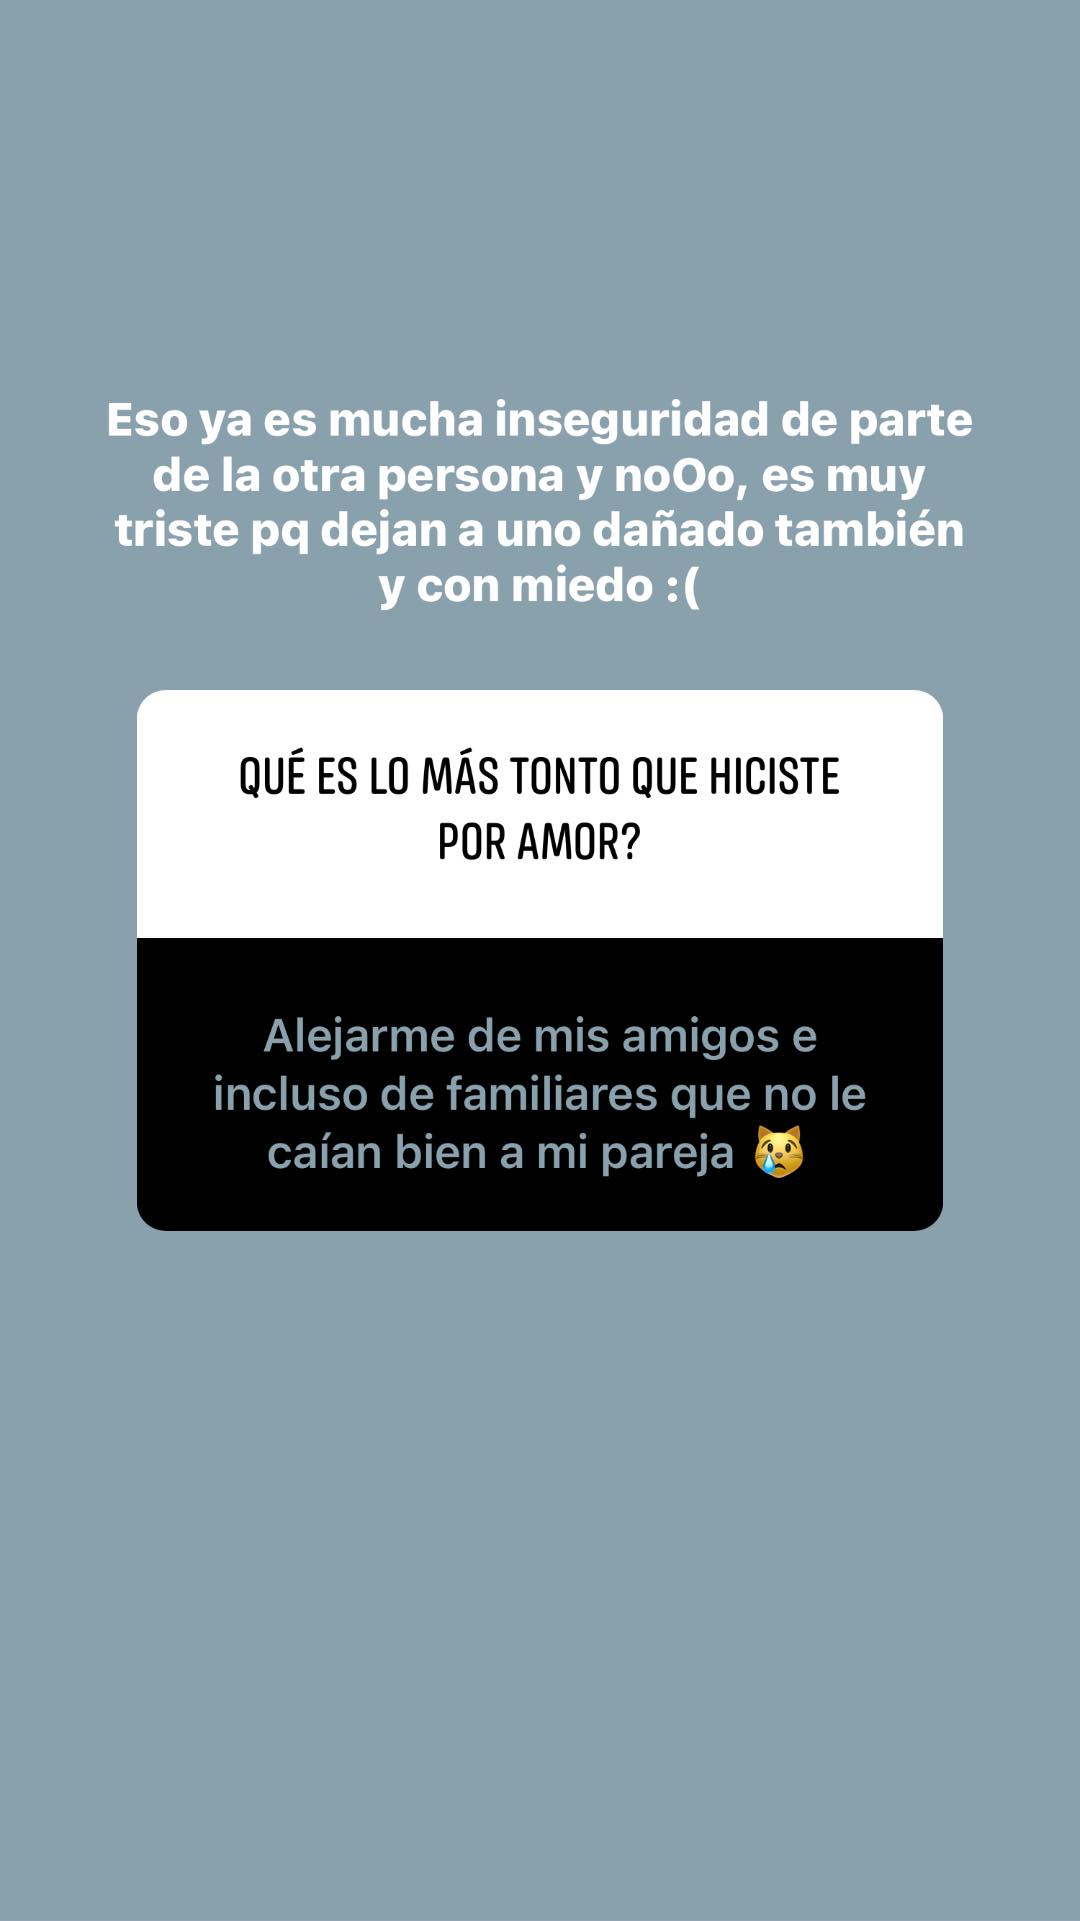 Eso ya es mucha inseguridad de parte
de la otra persona y noOo, es muy
triste pq dejan a uno dañado también
y con miedo :(
QUÉ ES LO MÁS TONTO QUE HICISTE
POR AMOR?
Alejarme de mis amigos e
incluso de familiares que no le
caían bien a mi pareja 😿